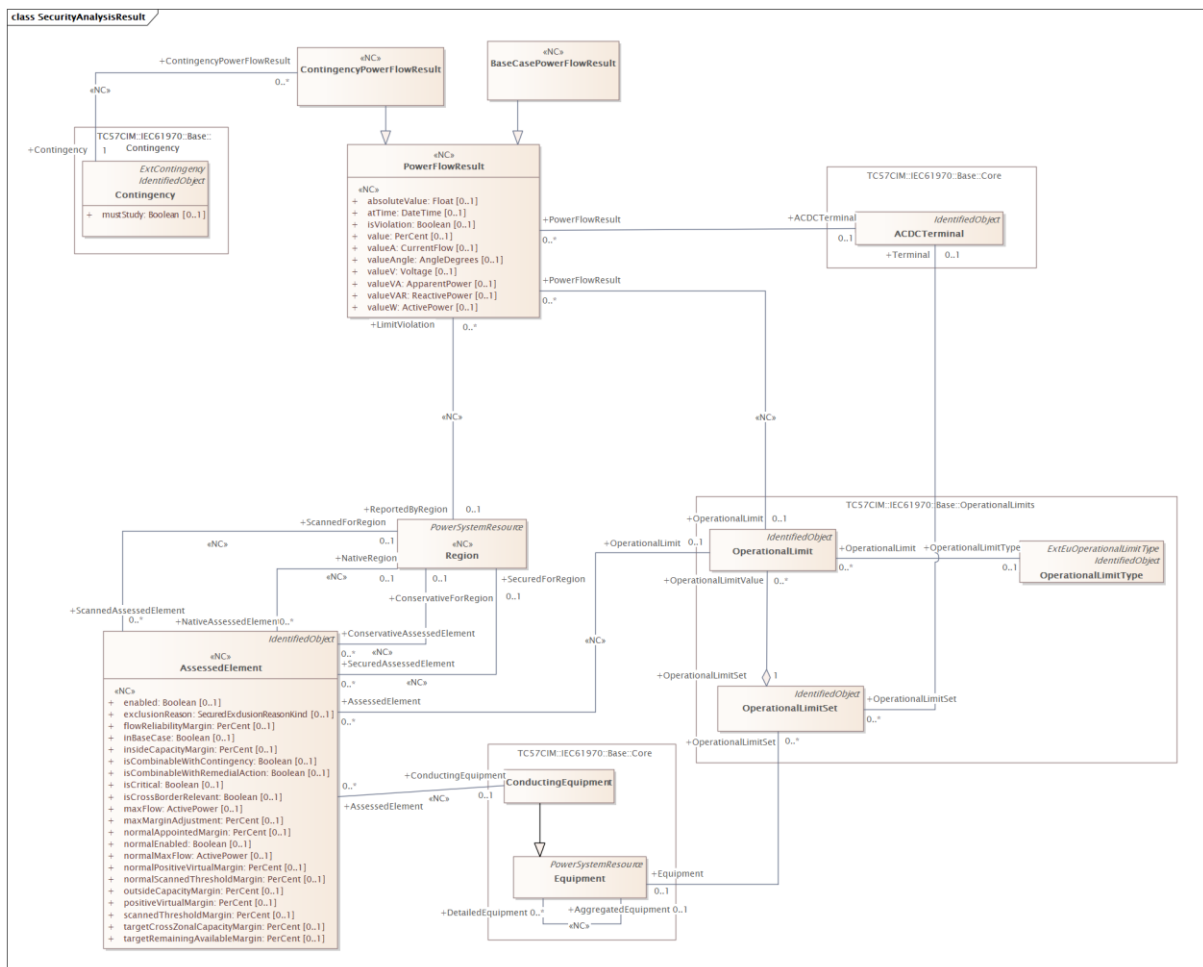 class SecurityAnalysisResult
«NC»
ContingencyPowerFlowResult
«NC»
BaseCasePowerFlowResult
+ContingencyPowerFlowResult
0..*
«NC»
+Contingency
1
TC57CIM::IEC61970::Base::
Contingency
ExtContingency
IdentifiedObject
Contingency
+ mustStudy: Boolean [0..1]
«NC»
PowerFlowResult
«NC»
+ absoluteValue: Float [0..1]
+ atTime: DateTime [0..1]
+ isViolation: Boolean [0..1]
+ value: PerCent [0..1]
+ valueA: CurrentFlow [0..1]
+ valueAngle: AngleDegrees [0..1]
+ valueV: Voltage [0..1]
+ valueVA: ApparentPower [0..1]
+ valueVAR: ReactivePower [0..1]
+ valueW: ActivePower [0..1]
+PowerFlowResult
0..*
+ACDCTerminal
0..1
TC57CIM::IEC61970::Base::Core
IdentifiedObject
ACDCTerminal
+Terminal
0..1
+PowerFlowResult
0..*
+LimitViolation
0..*
«NC»
«NC»
+ReportedByRegion
0..1
PowerSystemResource
«NC»
Region
+ScannedForRegion
0..1
«NC»
+NativeRegion
0..1
«NC»
0..1
+ConservativeForRegion
+SecuredForRegion
0..1
+ScannedAssessedElement
0..*
+NativeAssessedElement
0..*
+ConservativeAssessedElement
0..*
«NC»
+SecuredAssessedElement
0..*
«NC»
+AssessedElement
0..*
«NC»
IdentifiedObject
«NC»
AssessedElement
«NC»
+ enabled: Boolean [0..1]
+ exclusionReason: SecuredExclusionReasonKind [0..1]
+ flowReliabilityMargin: PerCent [0..1]
+ inBaseCase: Boolean [0..1]
+ insideCapacityMargin: PerCent [0..1]
+ isCombinableWithContingency: Boolean [0..1]
+ isCombinableWithRemedialAction: Boolean [0..1]
+ isCritical: Boolean [0..1]
+ isCrossBorderRelevant: Boolean [0..1]
+ maxFlow: ActivePower [0..1]
+ maxMarginAdjustment: PerCent [0..1]
+ normalAppointedMargin: PerCent [0..1]
+ normalEnabled: Boolean [0..1]
+ normalMaxFlow: ActivePower [0..1]
+ normalPositiveVirtualMargin: PerCent [0..1]
+ normalScannedThresholdMargin: PerCent [0..1]
+ outsideCapacityMargin: PerCent [0..1]
+ positiveVirtualMargin: PerCent [0..1]
+ scannedThresholdMargin: PerCent [0..1]
+ targetCrossZonalCapacityMargin: PerCent [0..1]
+ targetRemainingAvailableMargin: PerCent [0..1]
TC57CIM::IEC61970::Base::OperationalLimits
+OperationalLimit
0..1
+OperationalLimit
0..1
IdentifiedObject
OperationalLimit
+OperationalLimit
0..*
+OperationalLimitType
0..1
ExtEuOperationalLimitType
IdentifiedObject
OperationalLimitType
+OperationalLimitValue
0..*
+OperationalLimitSet
1
IdentifiedObject
OperationalLimitSet
+OperationalLimitSet
0..*
+OperationalLimitSet
0..*
TC57CIM::IEC61970::Base::Core
0..*
+AssessedElement
«NC»
+ConductingEquipment
0..1
ConductingEquipment
PowerSystemResource
Equipment
+Equipment
0..1
+DetailedEquipment 0..*
+AggregatedEquipment 0..1
«NC»